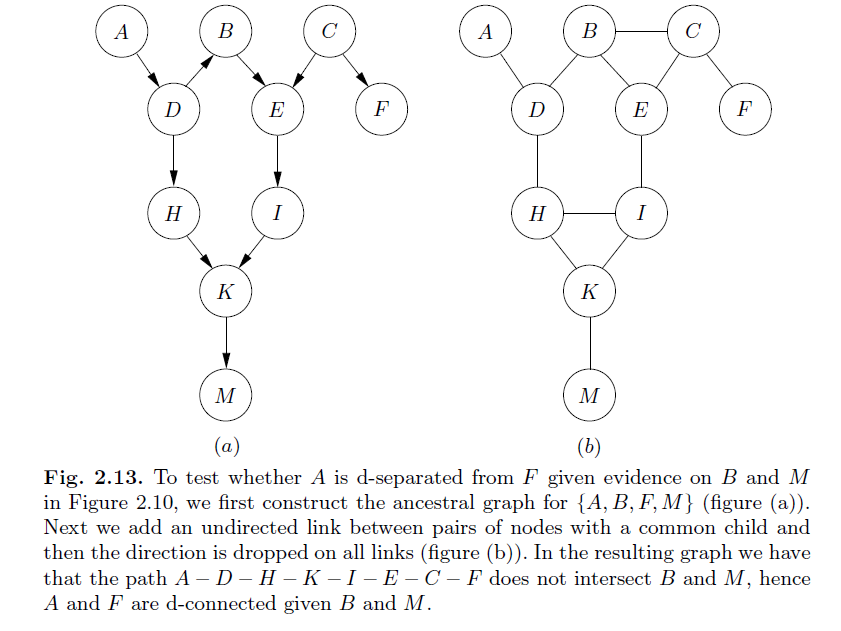 A B C A B C
D E F D E F
H I H I
K K
M M
(a) (b)
Fig. 2.13. To test whether A is d-separated from F given evidence on B and M
in Figure 2.10, we first construct the ancestral graph for {A, B, F, M} (figure (a)).
Next we add an undirected link between pairs of nodes with a common child and
then the direction is dropped on all links (figure (b)). In the resulting graph we have
that the path A − D − H − K − I − E − C − F does not intersect B and M, hence
A and F are d-connected given B and M.